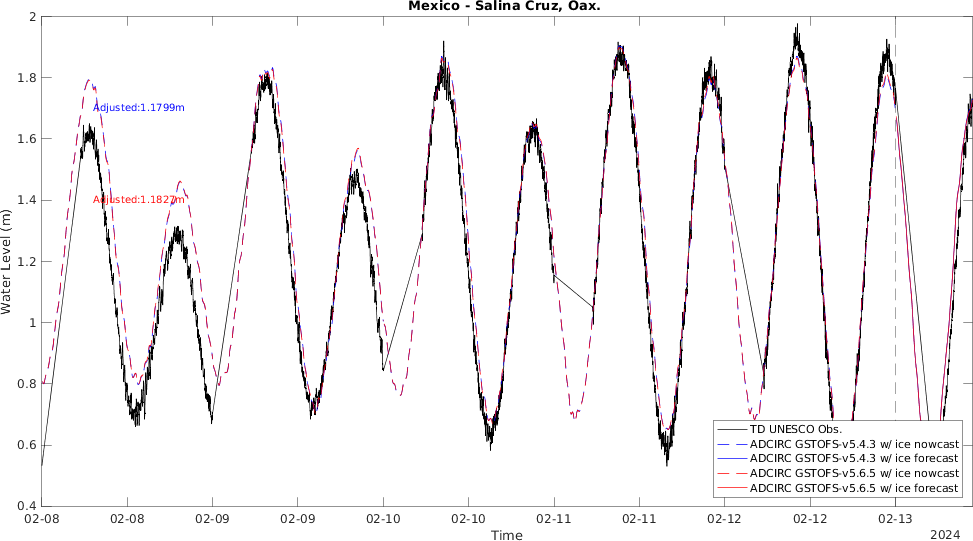 Mexico - Salina Cruz, Oax.
2
1.8
1.6
1.4
1.2
1
0.8
0.6
0.4
Water Level (m)
Adjusted:1.1799m
Adjusted:1.1827m
TD UNESCO Obs.
ADCIRC GSTOFS-v5.4.3 w/ ice nowcast
ADCIRC GSTOFS-v5.4.3 w/ ice forecast
ADCIRC GSTOFS-v5.6.5 w/ ice nowcast
ADCIRC GSTOFS-v5.6.5 w/ ice forecast
02-08 02-08 02-09 02-09 02-10 02-10 02-11 02-11 02-12 02-12 02-13
Time
2024